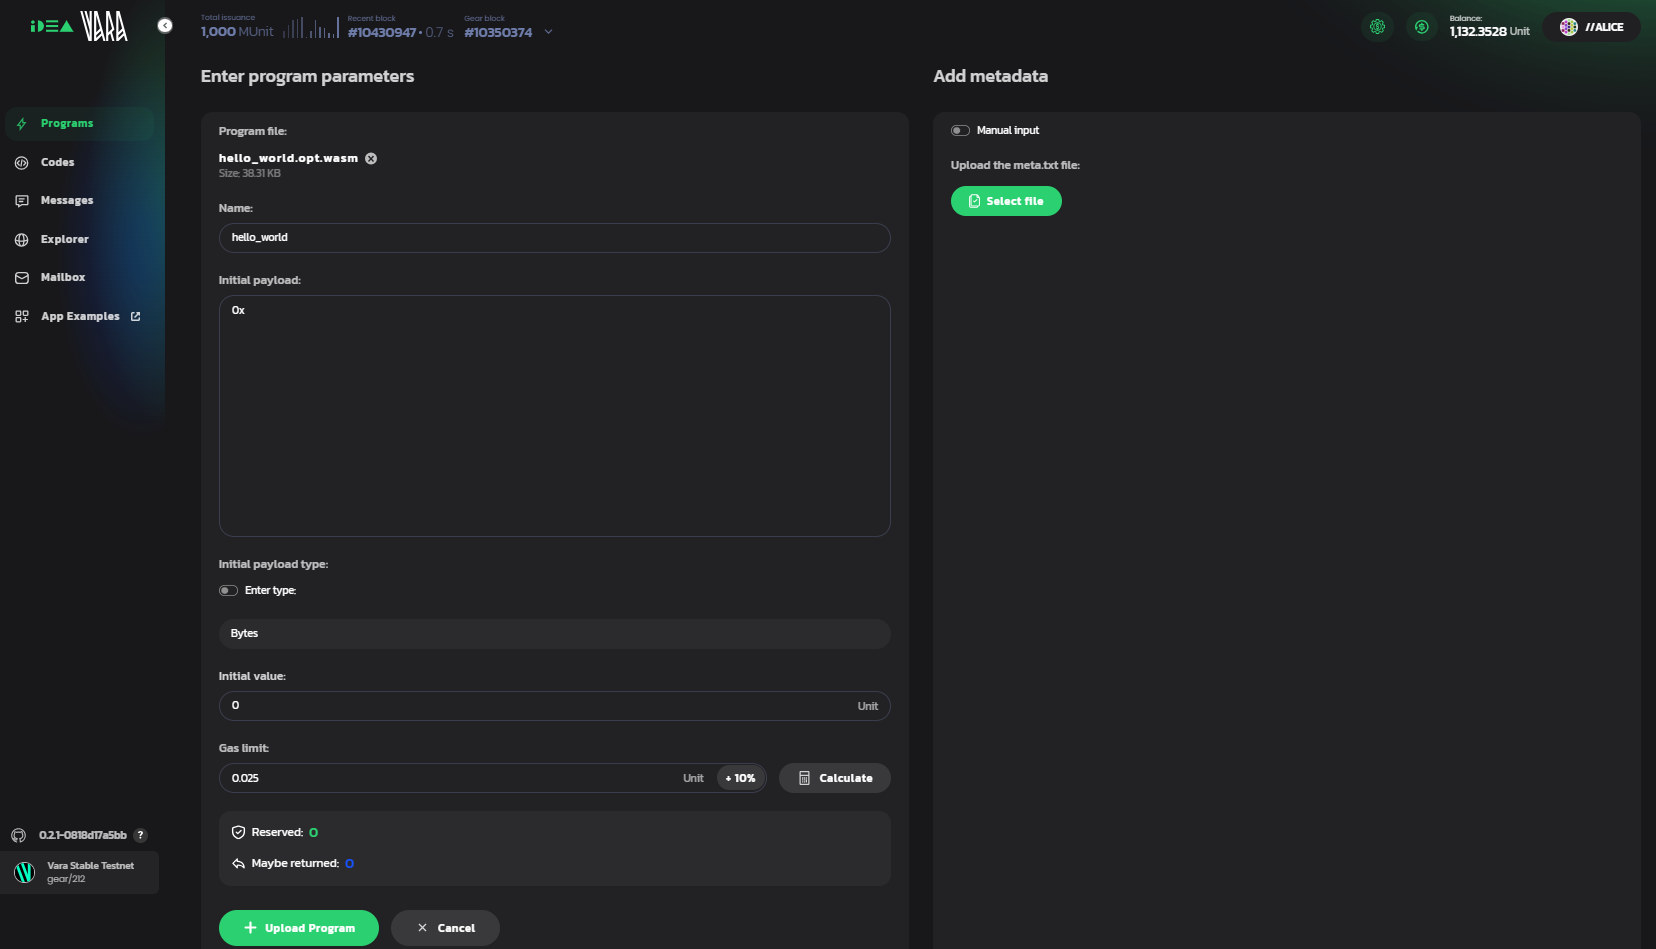 IDEA VARA
Total issuance
1,000 MUnit
Recent block
#10430947 • 0.7 s
Gear block
#10350374
Balance:
1,132.3528 Unit
//ALICE
Programs
Codes
Messages
Explorer
Mailbox
App Examples
0.2.1-0818d17a5bb ?
Vara Stable Testnet
gear/212
Enter program parameters
Program file:
hello_world.opt.wasm
Size: 38.31 KB
Name:
hello_world
Initial payload:
0x
Initial payload type:
Enter type:
Bytes
Initial value:
0 Unit
Gas limit:
0.025 Unit + 10% Calculate
Reserved: 0
Maybe returned: 0
Upload Program Cancel
Add metadata
Manual input
Upload the meta.txt file:
Select file